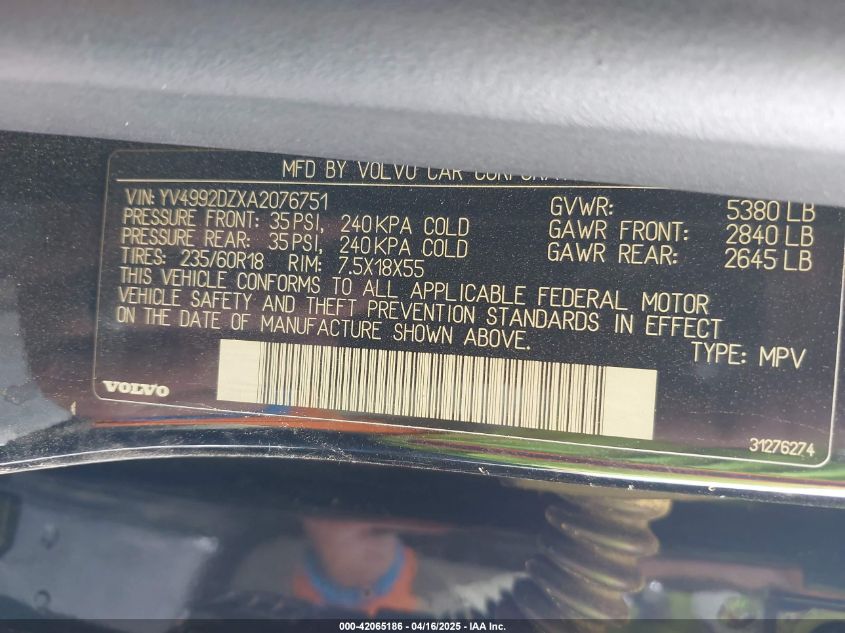 MFD BY VOLVO CAR
VIN: YV4992DZXA2076751
PRESSURE FRONT: 35 PSI, 240 KPA COLD
PRESSURE REAR: 35 PSI, 240 KPA COLD
TIRES: 235/60R18 RIM: 7.5X18X55
GVWR: 5380 LB
GAWR FRONT: 2840 LB
GAWR REAR: 2645 LB
THIS VEHICLE CONFORMS TO ALL APPLICABLE FEDERAL MOTOR
VEHICLE SAFETY AND THEFT PREVENTION STANDARDS IN EFFECT
ON THE DATE OF MANUFACTURE SHOWN ABOVE.
TYPE: MPV
VOLVO
31276274
000-42065186 - 04/16/2025 - IAA Inc.